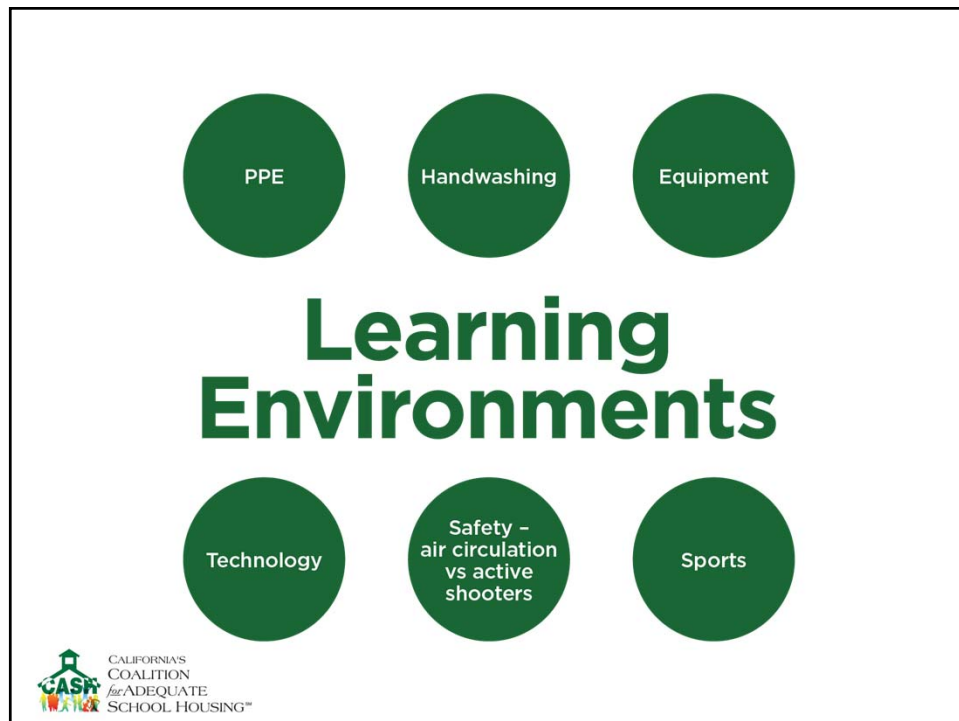 PPE
Handwashing
Equipment
Learning
Environments
Technology
Safety –
air circulation
vs active
shooters
Sports
CASH
CALIFORNIA'S
COALITION
for ADEQUATE
SCHOOL HOUSING℠